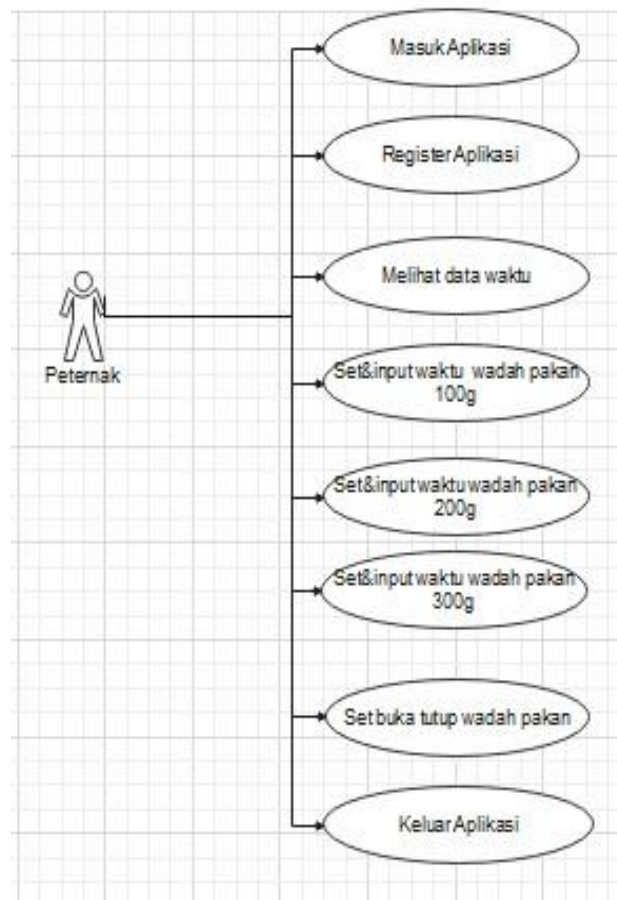 Masuk Aplikasi
Register Aplikasi
Melihat data waktu
Peternak
Set&input waktu wadah pakan
100g
Set&input waktu wadah pakan
200g
Set&input waktu wadah pakan
300g
Set buka tutup wadah pakan
Keluar Aplikasi